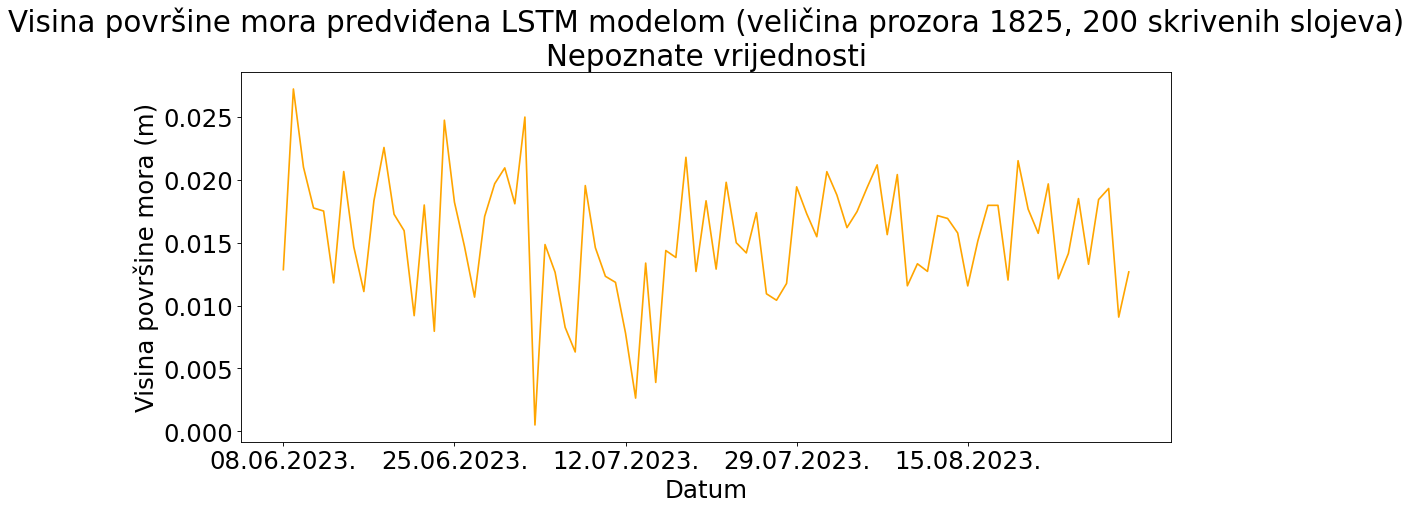 Visina površine mora predviđena LSTM modelom (veličina prozora 1825, 200 skrivenih slojeva)
Nepoznate vrijednosti
Visina površine mora (m)
0.025
0.020
0.015
0.010
0.005
0.000
08.06.2023. 25.06.2023. 12.07.2023. 29.07.2023. 15.08.2023.
Datum